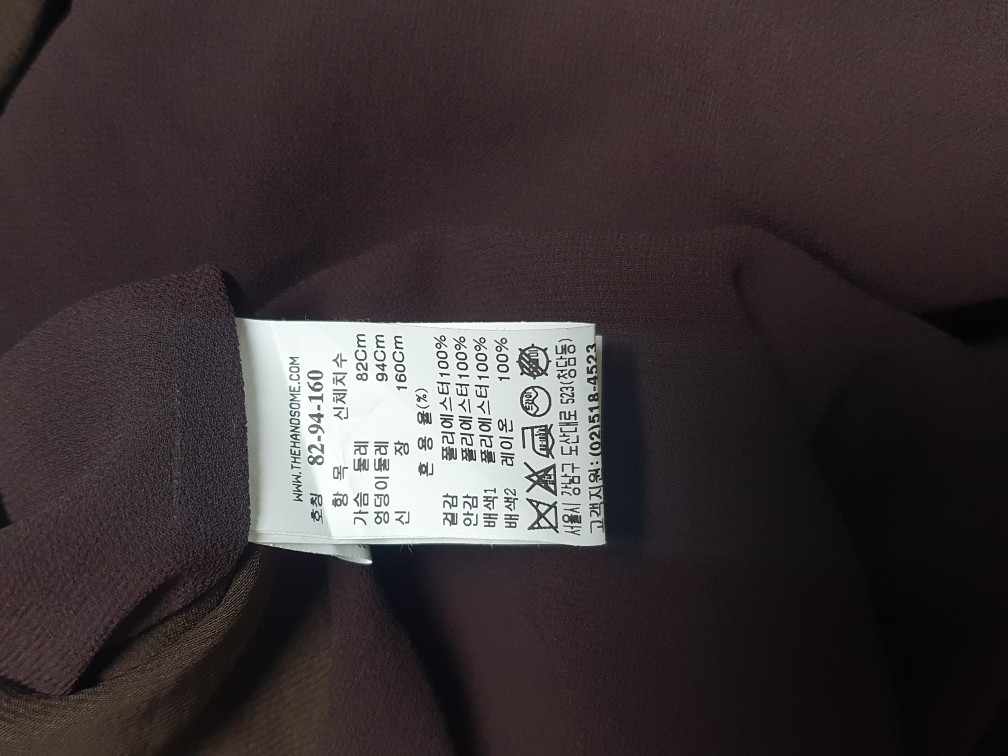 WWW.THEHANDSOME.COM
호칭 82-94-160
항 목 신체치수
가슴 둘레 82Cm
엉덩이둘레 94Cm
신 장 160Cm
혼 용 율(%)
겉감 폴리에스터100%
안감 폴리에스터100%
배색1 폴리에스터100%
배색2 레이온 100%
서울시 강남구 도산대로 523(청담동)
고객지원: (02)518-4523